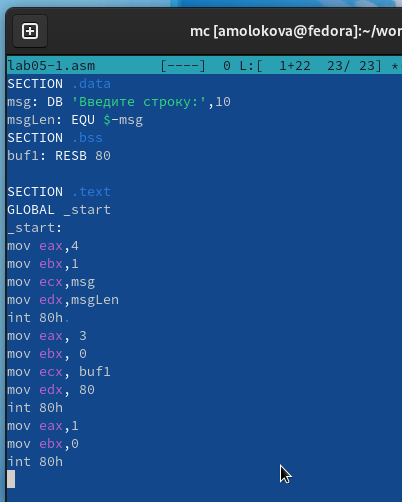 mc [amolokova@fedora]:~/wor
lab05-1.asm [----] 0 L:[ 1+22 23/ 23] *
SECTION .data
msg: DB 'Введите строку:',10
msgLen: EQU $-msg
SECTION .bss
buf1: RESB 80
SECTION .text
GLOBAL _start
_start:
mov eax,4
mov ebx,1
mov ecx,msg
mov edx,msgLen
int 80h
mov eax, 3
mov ebx, 0
mov ecx, buf1
mov edx, 80
int 80h
mov eax,1
mov ebx,0
int 80h